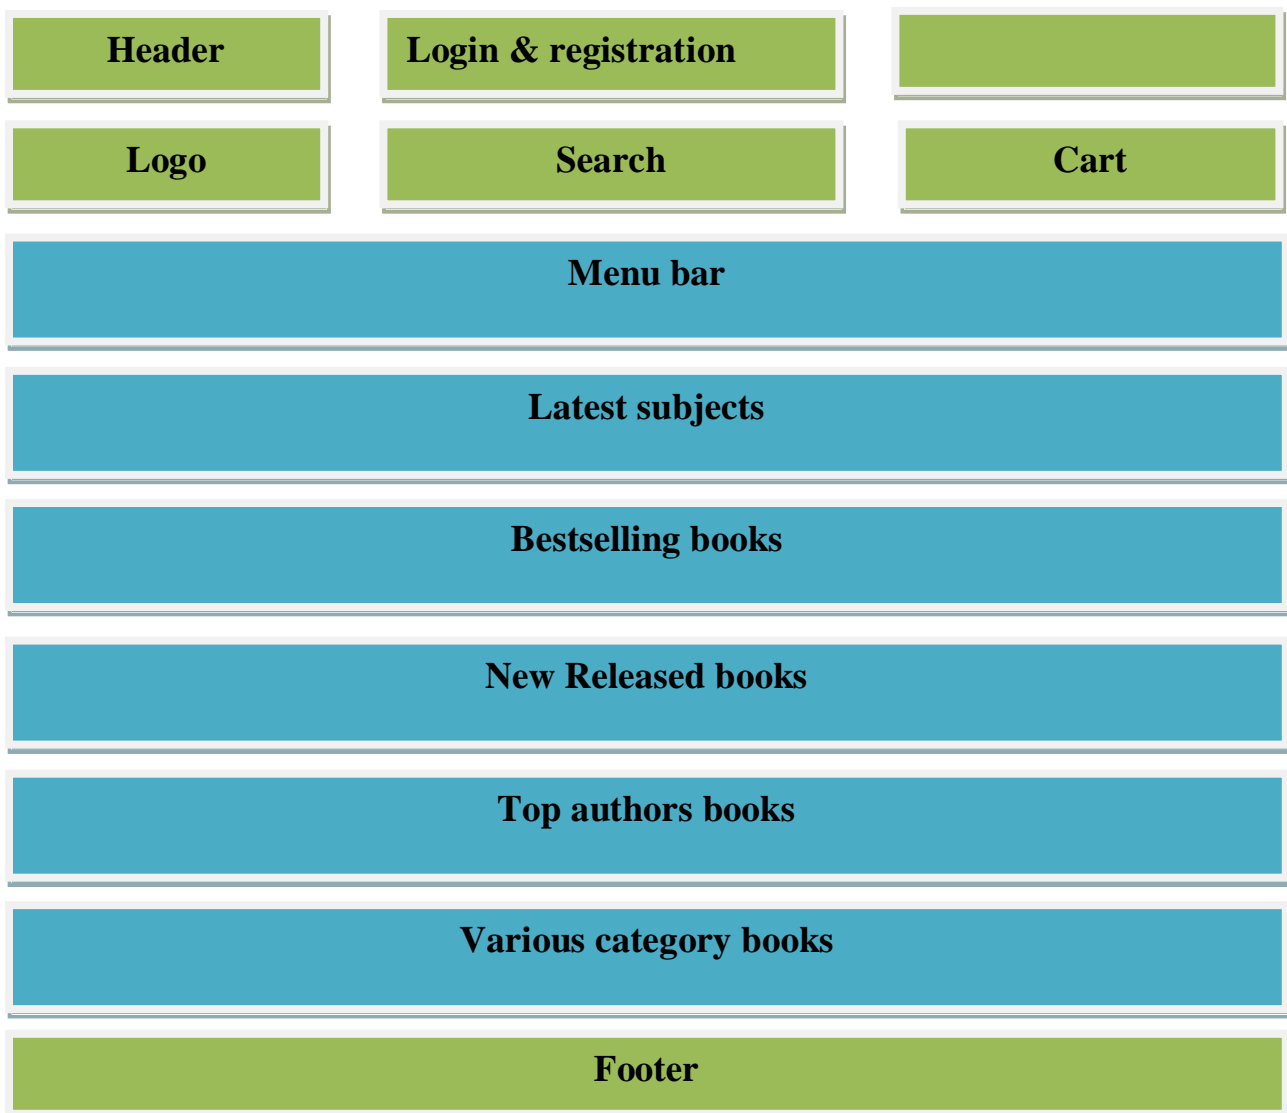 Header
Login & registration
Logo
Search
Cart
Menu bar
Latest subjects
Bestselling books
New Released books
Top authors books
Various category books
Footer